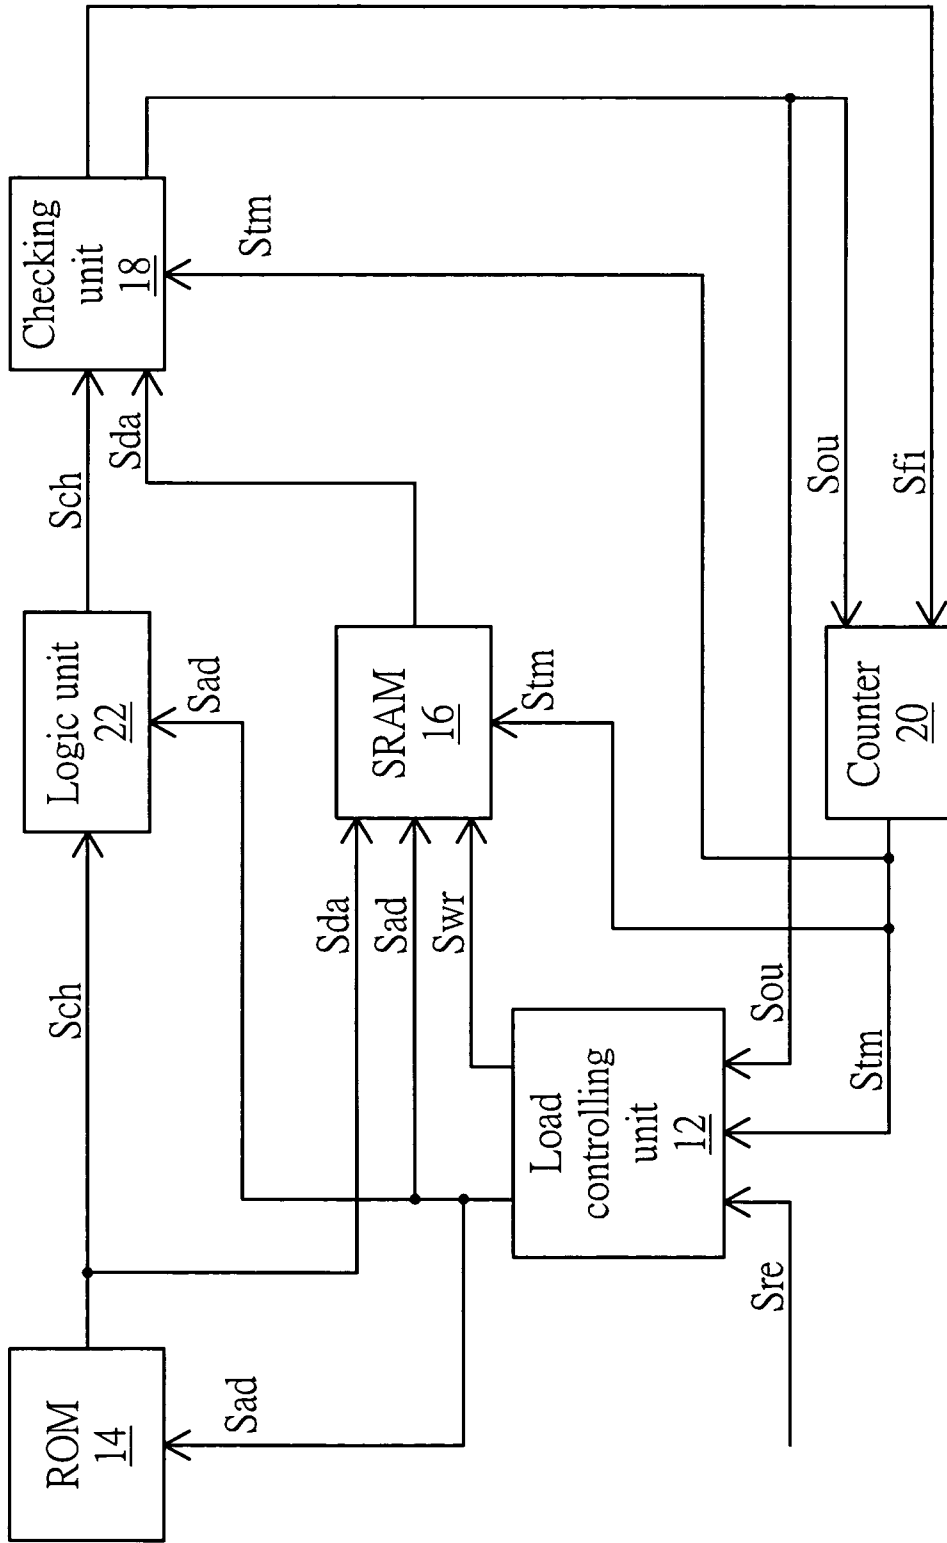 ROM
14
Sad
Sch
Logic unit
22
Sad
Sch
Checking
unit
18
Sda
Stm
Sda
Sad
Swr
SRAM
16
Stm
Load
controlling
unit
12
Sre
Sou
Stm
Counter
20
Sou
Sfi